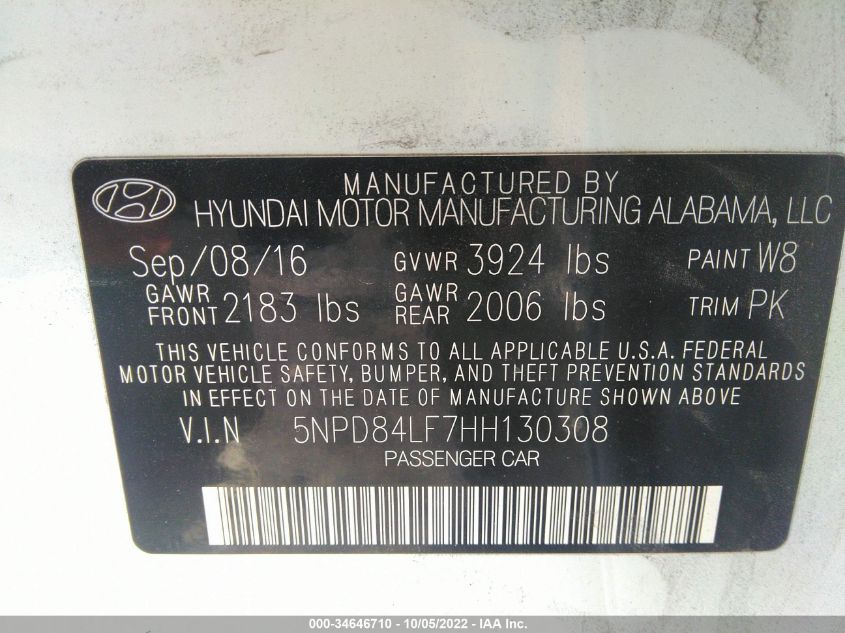 MANUFACTURED BY
HYUNDAI MOTOR MANUFACTURING ALABAMA, LLC
Sep/08/16 GVWR 3924 lbs PAINT W8
GAWR FRONT 2183 lbs GAWR REAR 2006 lbs TRIM PK
THIS VEHICLE CONFORMS TO ALL APPLICABLE U.S.A. FEDERAL
MOTOR VEHICLE SAFETY, BUMPER, AND THEFT PREVENTION STANDARDS
IN EFFECT ON THE DATE OF MANUFACTURE SHOWN ABOVE
V.I.N 5NPD84LF7HH130308
PASSENGER CAR
000-34646710 - 10/05/2022 - IAA Inc.